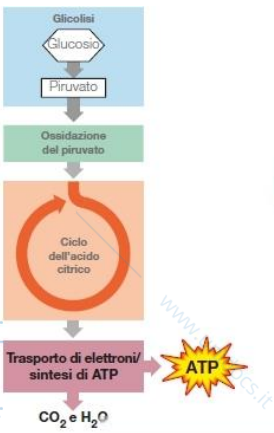 Glicolisi
Glucosio
Piruvato
Ossidazione
del piruvato
Ciclo
dell'acido
citrico
Trasporto di elettroni/
sintesi di ATP
ATP
CO2 e H2O